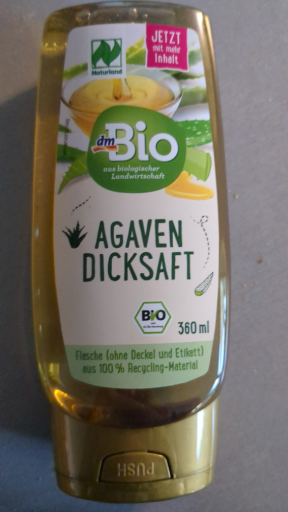 Naturland
JETZT
mit mehr
Inhalt
dm
Bio
aus biologischer
Landwirtschaft
AGAVEN
DICKSAFT
BIO
360 ml
Flasche (ohne Deckel und Etikett)
aus 100 % Recycling-Material
PUSH